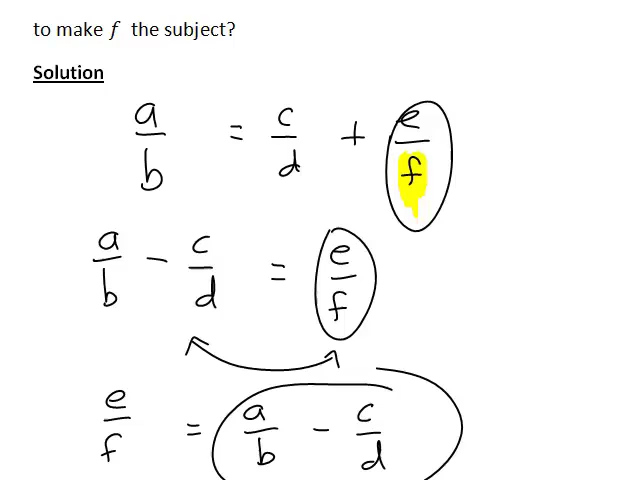 to make f the subject?
Solution
a/b = c/d + e/f
a/b - c/d = e/f
e/f = a/b - c/d